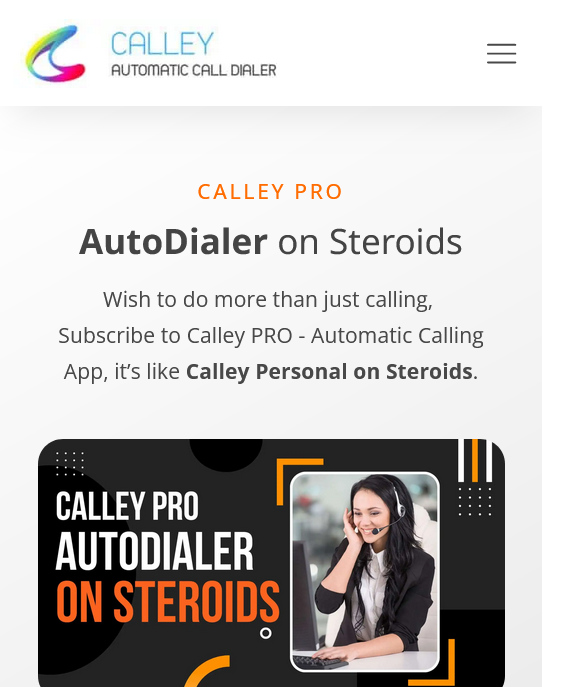 CALLEY
AUTOMATIC CALL DIALER
CALLEY PRO
AutoDialer on Steroids
Wish to do more than just calling,
Subscribe to Calley PRO - Automatic Calling
App, it’s like Calley Personal on Steroids.
CALLEY PRO
AUTODIALER
ON STEROIDS